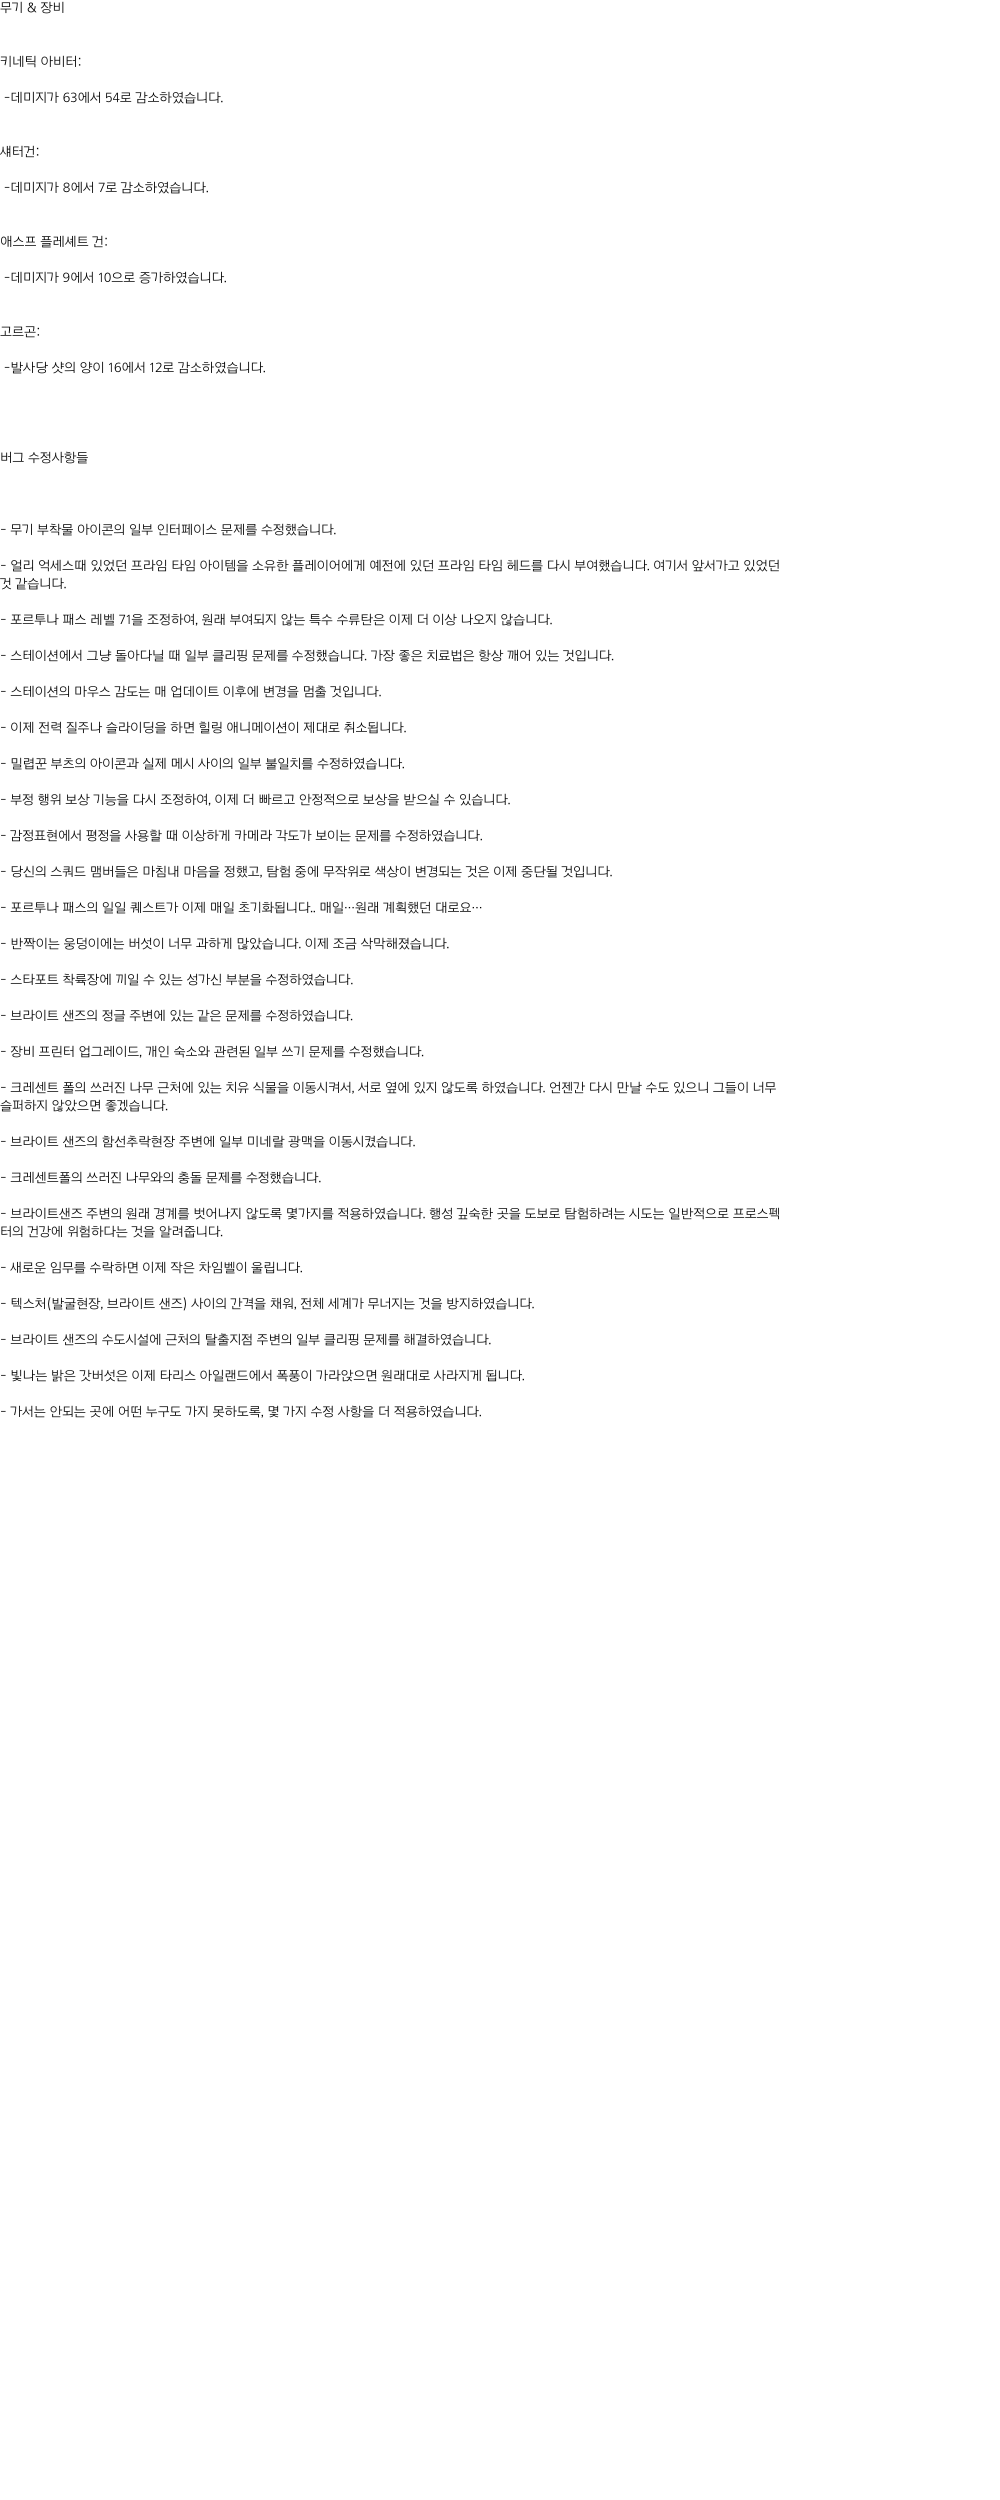 무기 & 장비
키네틱 아비터:
-데미지가 63에서 54로 감소하였습니다.
섀터건:
-데미지가 8에서 7로 감소하였습니다.
애스프 플레셰트 건:
-데미지가 9에서 10으로 증가하였습니다.
고르곤:
-발사당 샷의 양이 16에서 12로 감소하였습니다.
버그 수정사항들
- 무기 부착물 아이콘의 일부 인터페이스 문제를 수정했습니다.
- 얼리 억세스때 있었던 프라임 타임 아이템을 소유한 플레이어에게 예전에 있던 프라임 타임 헤드를 다시 부여했습니다. 여기서 앞서가고 있었던
것 같습니다.
- 포르투나 패스 레벨 71을 조정하여, 원래 부여되지 않는 특수 수류탄은 이제 더 이상 나오지 않습니다.
- 스테이션에서 그냥 돌아다닐 때 일부 클리핑 문제를 수정했습니다. 가장 좋은 치료법은 항상 깨어 있는 것입니다.
- 스테이션의 마우스 감도는 매 업데이트 이후에 변경을 멈출 것입니다.
- 이제 전력 질주나 슬라이딩을 하면 힐링 애니메이션이 제대로 취소됩니다.
- 밀렵꾼 부츠의 아이콘과 실제 메시 사이의 일부 불일치를 수정하였습니다.
- 부정 행위 보상 기능을 다시 조정하여, 이제 더 빠르고 안정적으로 보상을 받으실 수 있습니다.
- 감정표현에서 평정을 사용할 때 이상하게 카메라 각도가 보이는 문제를 수정하였습니다.
- 당신의 스쿼드 맴버들은 마침내 마음을 정했고, 탐험 중에 무작위로 색상이 변경되는 것은 이제 중단될 것입니다.
- 포르투나 패스의 일일 퀘스트가 이제 매일 초기화됩니다.. 매일…원래 계획했던 대로요…
- 반짝이는 웅덩이에는 버섯이 너무 과하게 많았습니다. 이제 조금 삭막해졌습니다.
- 스타포트 착륙장에 끼일 수 있는 성가신 부분을 수정하였습니다.
- 브라이트 샌즈의 정글 주변에 있는 같은 문제를 수정하였습니다.
- 장비 프린터 업그레이드, 개인 숙소와 관련된 일부 쓰기 문제를 수정했습니다.
- 크레센트 폴의 쓰러진 나무 근처에 있는 치유 식물을 이동시켜서, 서로 옆에 있지 않도록 하였습니다. 언젠간 다시 만날 수도 있으니 그들이 너무
슬퍼하지 않았으면 좋겠습니다.
- 브라이트 샌즈의 함선추락현장 주변에 일부 미네랄 광맥을 이동시켰습니다.
- 크레센트폴의 쓰러진 나무와의 충돌 문제를 수정했습니다.
- 브라이트샌즈 주변의 원래 경계를 벗어나지 않도록 몇가지를 적용하였습니다. 행성 깊숙한 곳을 도보로 탐험하려는 시도는 일반적으로 프로스펙
터의 건강에 위험하다는 것을 알려줍니다.
- 새로운 임무를 수락하면 이제 작은 차임벨이 울립니다.
- 텍스처(발굴현장, 브라이트 샌즈) 사이의 간격을 채워, 전체 세계가 무너지는 것을 방지하였습니다.
- 브라이트 샌즈의 수도시설에 근처의 탈출지점 주변의 일부 클리핑 문제를 해결하였습니다.
- 빛나는 밝은 갓버섯은 이제 타리스 아일랜드에서 폭풍이 가라앉으면 원래대로 사라지게 됩니다.
- 가서는 안되는 곳에 어떤 누구도 가지 못하도록, 몇 가지 수정 사항을 더 적용하였습니다.